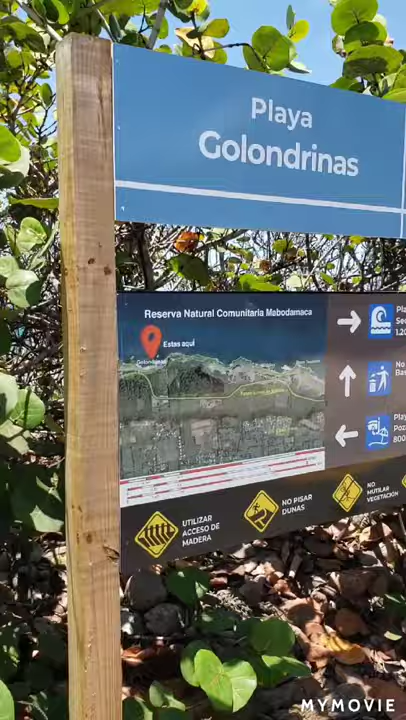 Playa
Golondrinas
Reserva Natural Comunitaria Mabodamaca
Estas aquí
Golondrinas
UTILIZAR
ACCESO DE
MADERA
NO PISAR
DUNAS
NO
MUTILAR
VEGETACIÓN
MYMOVIE